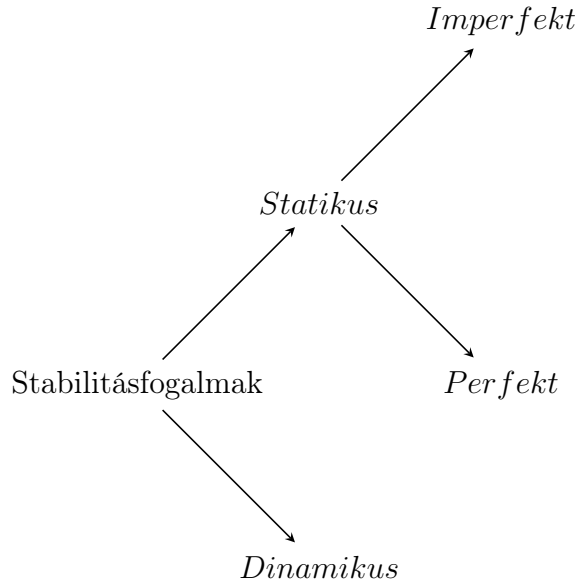 Imperfekt
Statikus
Stabilitásfogalmak
Perfekt
Dinamikus